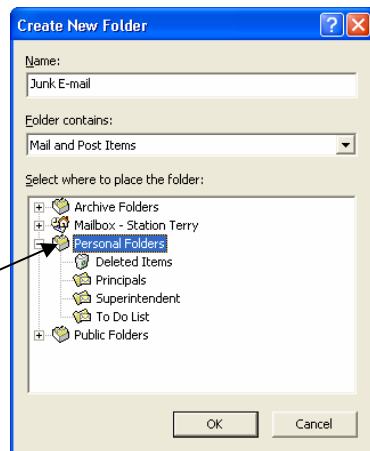 Create New Folder
Name:
Junk E-mail
Folder contains:
Mail and Post Items
Select where to place the folder:
Archive Folders
Mailbox - Station Terry
Personal Folders
Deleted Items
Principals
Superintendent
To Do List
Public Folders
OK Cancel